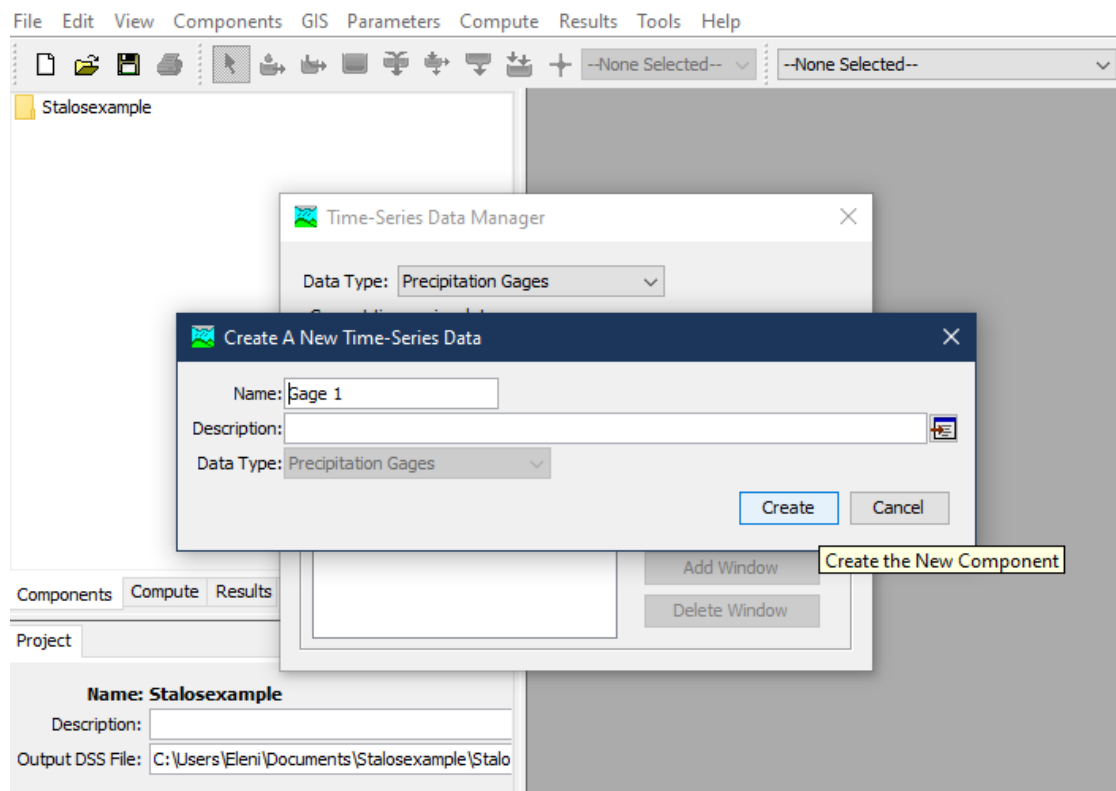 File Edit View Components GIS Parameters Compute Results Tools Help
--None Selected-- --None Selected--
Stalosexample
Time-Series Data Manager
Data Type: Precipitation Gages
Create A New Time-Series Data
Name: Gage 1
Description:
Data Type: Precipitation Gages
Create Cancel
Create the New Component
Add Window
Delete Window
Components Compute Results
Project
Name: Stalosexample
Description:
Output DSS File: C:\Users\Eleni\Documents\Stalosexample\Stalo